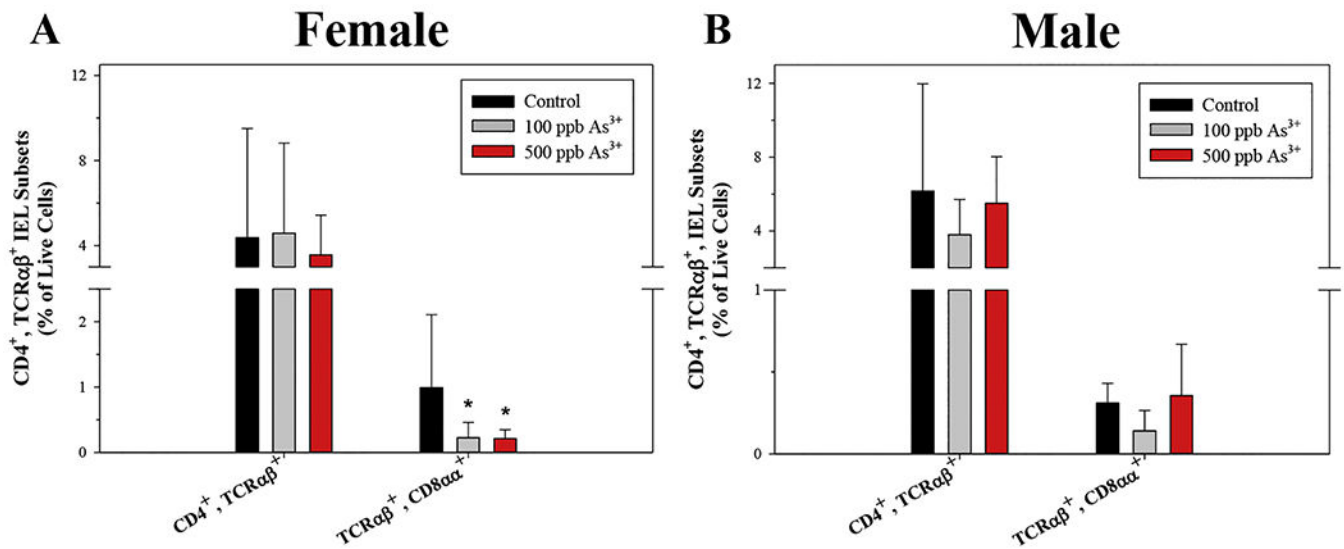 A
Female
CD4⁺, TCRαβ⁺ IEL Subsets
(% of Live Cells)
12
8
4
2
1
0
Control
100 ppb As³⁺
500 ppb As³⁺
*
*
CD4⁺, TCRαβ⁺
TCRαβ⁺, CD8αα⁺
B
Male
CD4⁺, TCRαβ⁺, IEL Subsets
(% of Live Cells)
12
8
4
1
0
Control
100 ppb As³⁺
500 ppb As³⁺
CD4⁺, TCRαβ⁺
TCRαβ⁺, CD8αα⁺